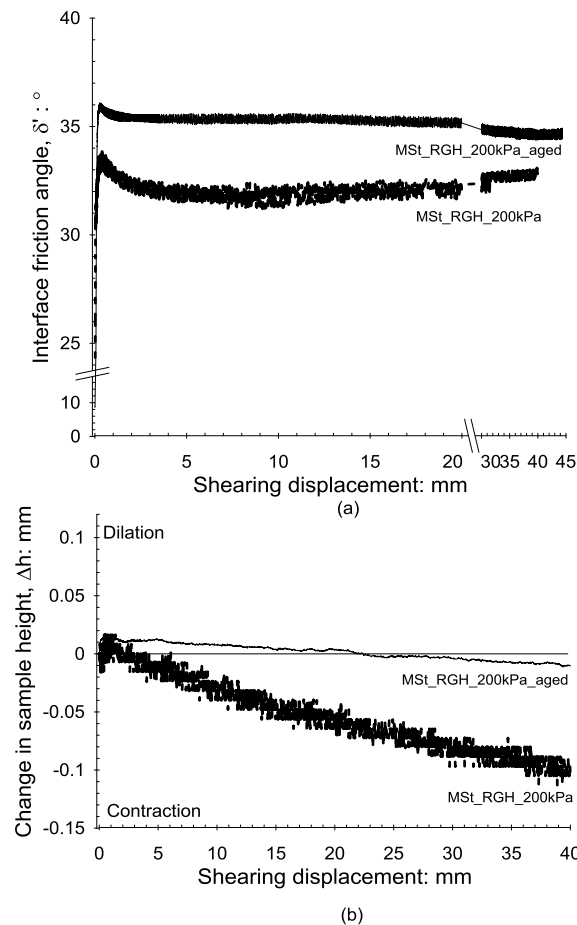 40
35
30
25
10
0
Interface friction angle, δ' : °
MSt_RGH_200kPa_aged
MSt_RGH_200kPa
0 5 10 15 20 30 35 40 45
Shearing displacement: mm
(a)
0.1
0.05
0
-0.05
-0.1
-0.15
Change in sample height, Δh: mm
Dilation
MSt_RGH_200kPa_aged
MSt_RGH_200kPa
Contraction
0 5 10 15 20 25 30 35 40
Shearing displacement: mm
(b)